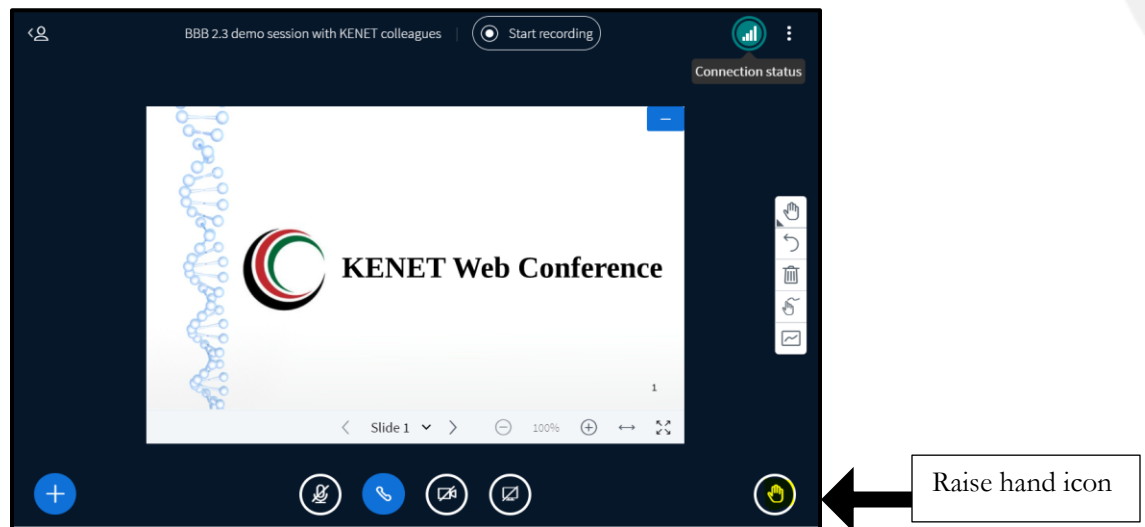 BBB 2.3 demo session with KENET colleagues | Start recording
Connection status
KENET Web Conference
1
Slide 1
100%
Raise hand icon